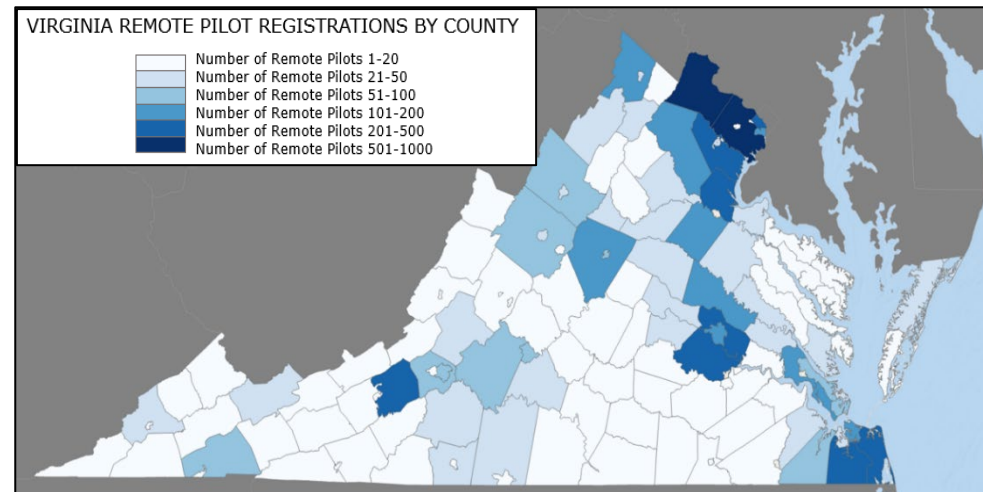 VIRGINIA REMOTE PILOT REGISTRATIONS BY COUNTY
Number of Remote Pilots 1-20
Number of Remote Pilots 21-50
Number of Remote Pilots 51-100
Number of Remote Pilots 101-200
Number of Remote Pilots 201-500
Number of Remote Pilots 501-1000